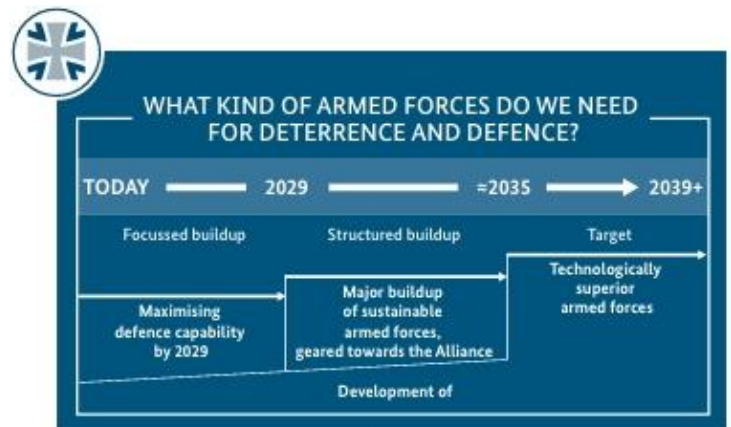 WHAT KIND OF ARMED FORCES DO WE NEED
FOR DETERRENCE AND DEFENCE?
TODAY 2029 ≈2035 2039+
Focussed buildup Structured buildup Target
Maximising
defence capability
by 2029
Major buildup
of sustainable
armed forces,
geared towards the Alliance
Technologically
superior
armed forces
Development of